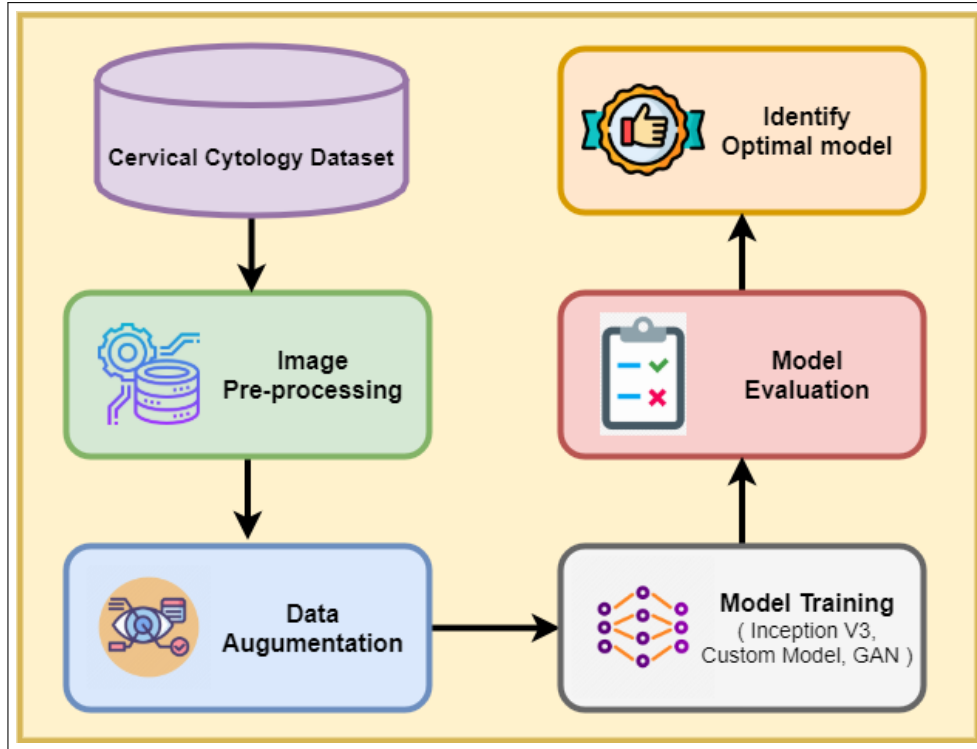 Cervical Cytology Dataset
Image
Pre-processing
Data
Augumentation
Model Training
( Inception V3,
Custom Model, GAN )
Model
Evaluation
Identify
Optimal model